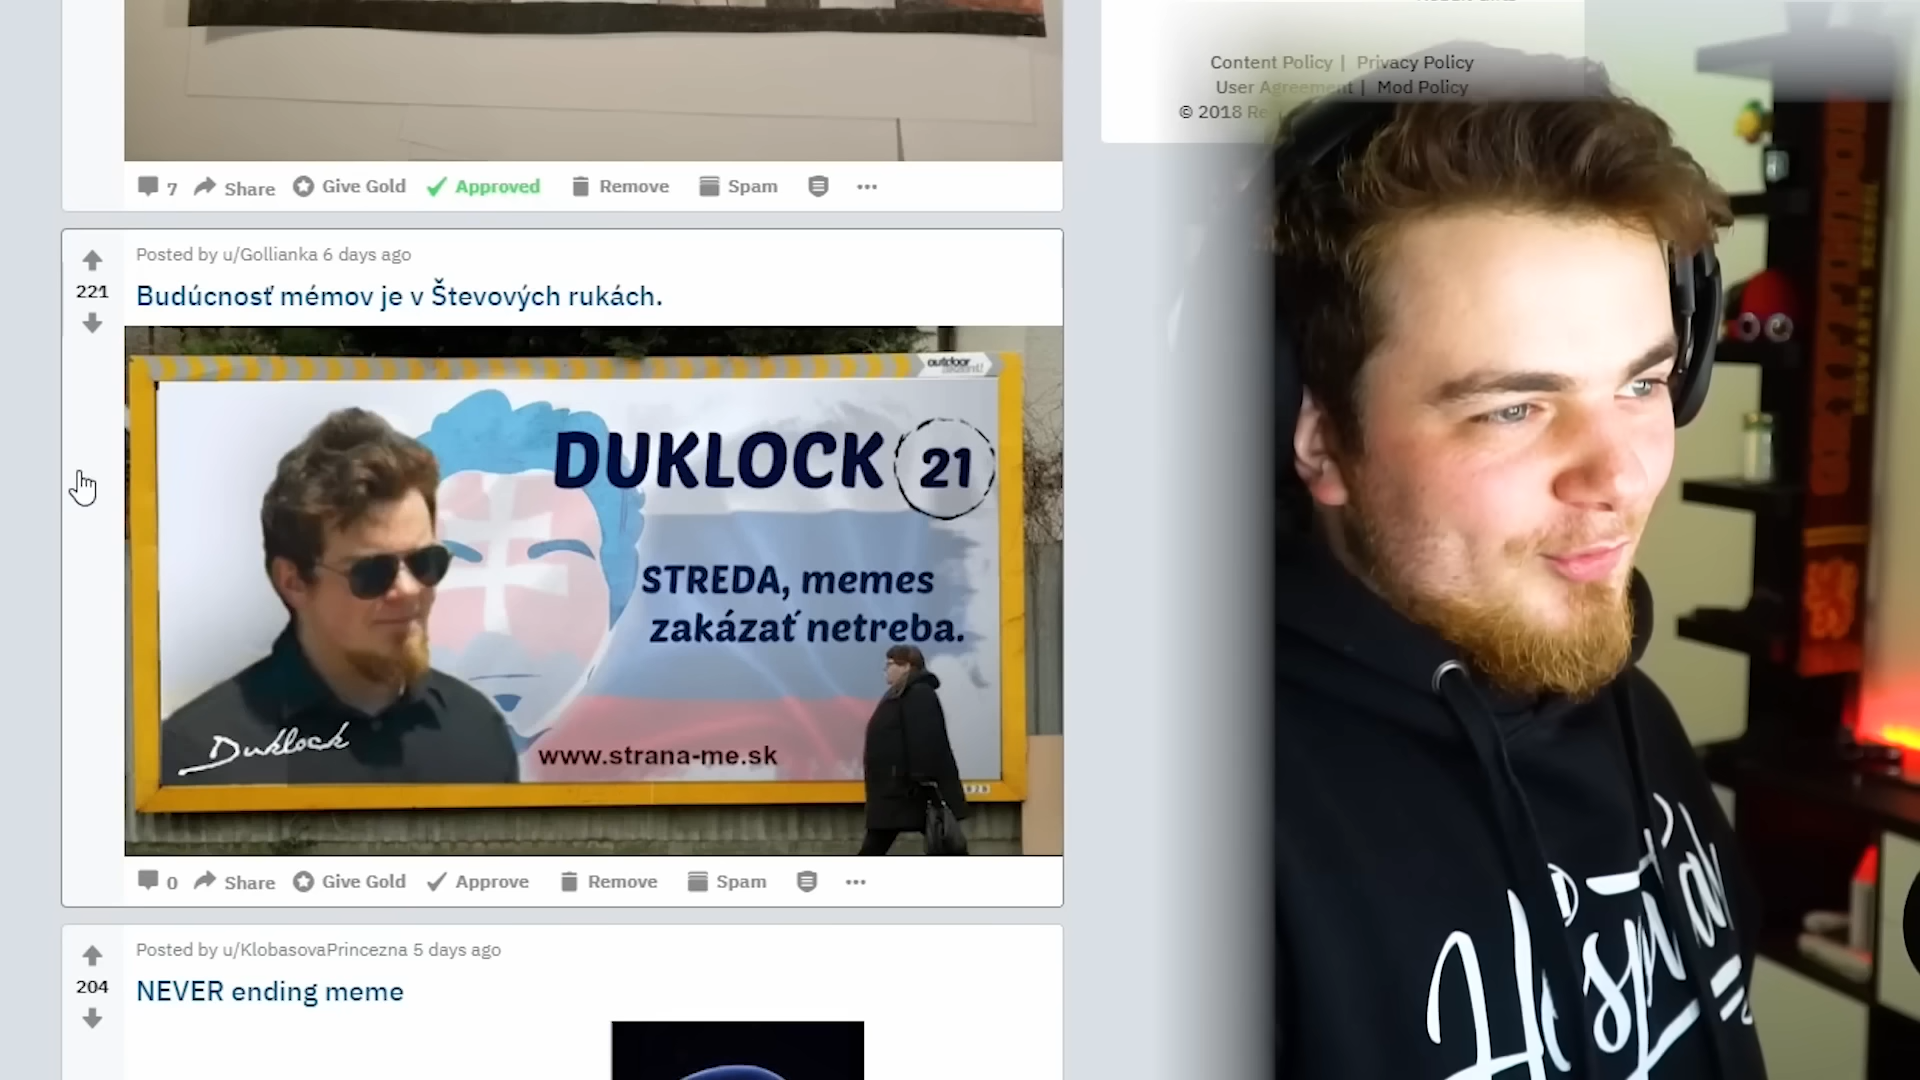 Content Policy | Privacy Policy
User Agreement | Mod Policy
© 2018 Re
7 Share Give Gold Approved Remove Spam
Posted by u/Gollianka 6 days ago
221
Budúcnosť mémov je v Števových rukách.
outdoor
DUKLOCK 21
STREDA, memes
zakázať netreba.
Duklock
www.strana-me.sk
0 Share Give Gold Approve Remove Spam
Posted by u/KlobasovaPrincezna 5 days ago
204
NEVER ending meme